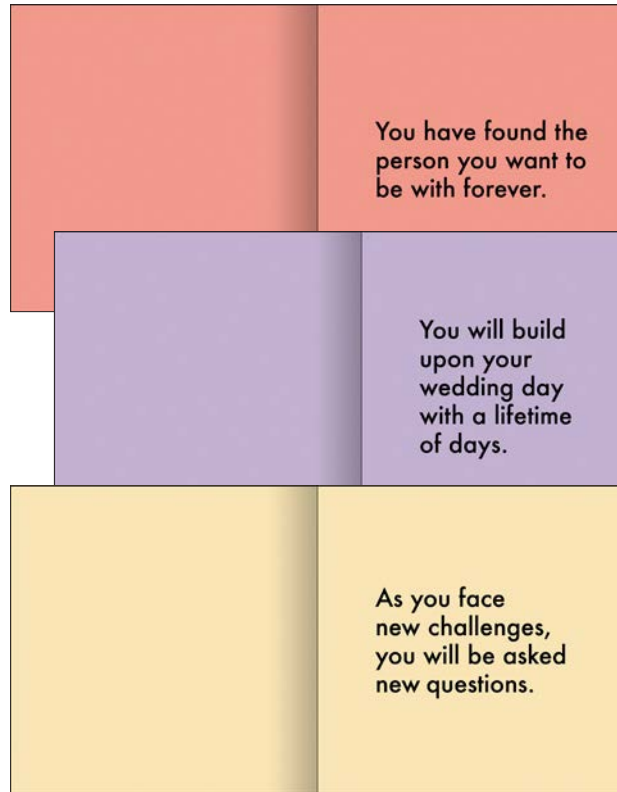 You have found the
person you want to
be with forever.
You will build
upon your
wedding day
with a lifetime
of days.
As you face
new challenges,
you will be asked
new questions.